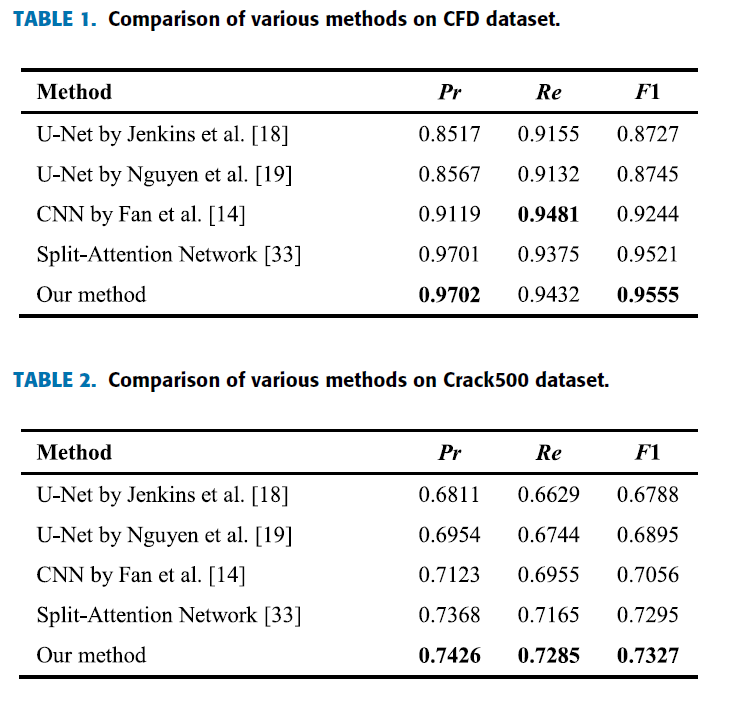 TABLE 1. Comparison of various methods on CFD dataset.
Method Pr Re F1
U-Net by Jenkins et al. [18] 0.8517 0.9155 0.8727
U-Net by Nguyen et al. [19] 0.8567 0.9132 0.8745
CNN by Fan et al. [14] 0.9119 0.9481 0.9244
Split-Attention Network [33] 0.9701 0.9375 0.9521
Our method 0.9702 0.9432 0.9555
TABLE 2. Comparison of various methods on Crack500 dataset.
Method Pr Re F1
U-Net by Jenkins et al. [18] 0.6811 0.6629 0.6788
U-Net by Nguyen et al. [19] 0.6954 0.6744 0.6895
CNN by Fan et al. [14] 0.7123 0.6955 0.7056
Split-Attention Network [33] 0.7368 0.7165 0.7295
Our method 0.7426 0.7285 0.7327